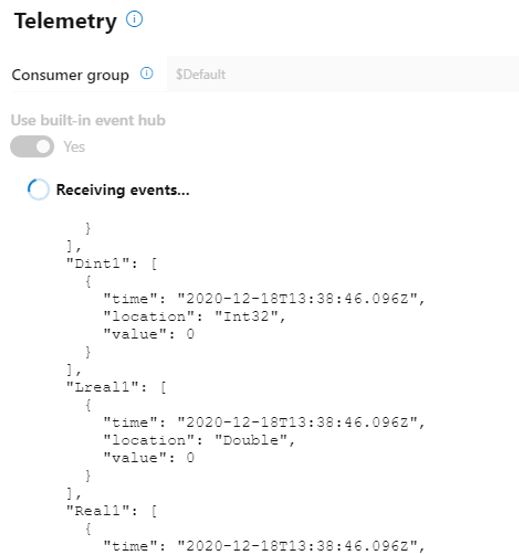 Telemetry
Consumer group $Default
Use built-in event hub
Yes
Receiving events...
}
],
"Dint1": [
{
"time": "2020-12-18T13:38:46.096Z",
"location": "Int32",
"value": 0
}
],
"Lreal1": [
{
"time": "2020-12-18T13:38:46.096Z",
"location": "Double",
"value": 0
}
],
"Real1": [
{
"time": "2020-12-18T13:38:46.096Z",